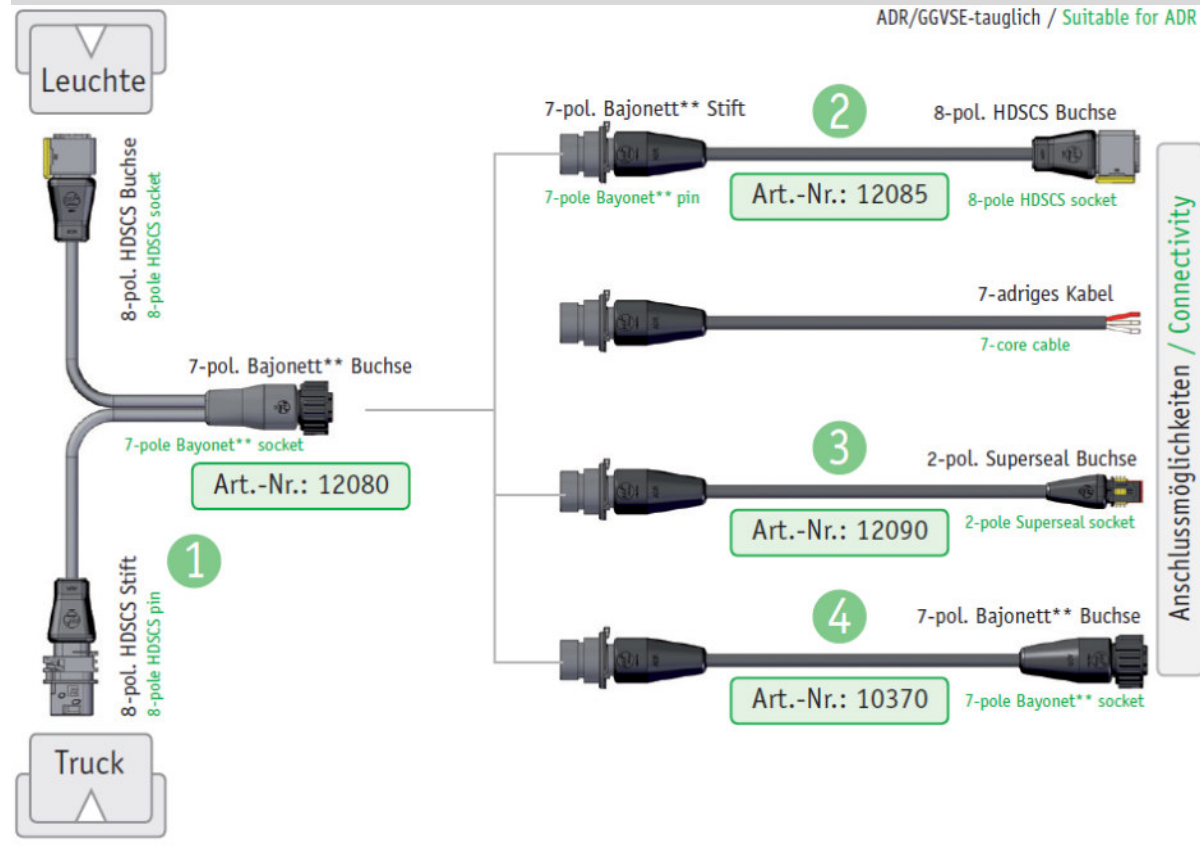 ADR/GGVSE-tauglich / Suitable for ADR
Leuchte
8-pol. HDSCS Buchse
8-pole HDSCS socket
7-pol. Bajonett** Buchse
7-pole Bayonet** socket
Art.-Nr.: 12080
1
8-pol. HDSCS Stift
8-pole HDSCS pin
Truck
7-pol. Bajonett** Stift
2
8-pol. HDSCS Buchse
7-pole Bayonet** pin
Art.-Nr.: 12085
8-pole HDSCS socket
7-adriges Kabel
7-core cable
3
2-pol. Superseal Buchse
Art.-Nr.: 12090
2-pole Superseal socket
4
7-pol. Bajonett** Buchse
Art.-Nr.: 10370
7-pole Bayonet** socket
Anschlussmöglichkeiten / Connectivity